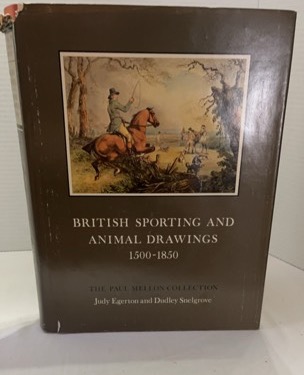 BRITISH SPORTING AND
ANIMAL DRAWINGS
1500-1850
THE PAUL MELLON COLLECTION
Judy Egerton and Dudley Snelgrove